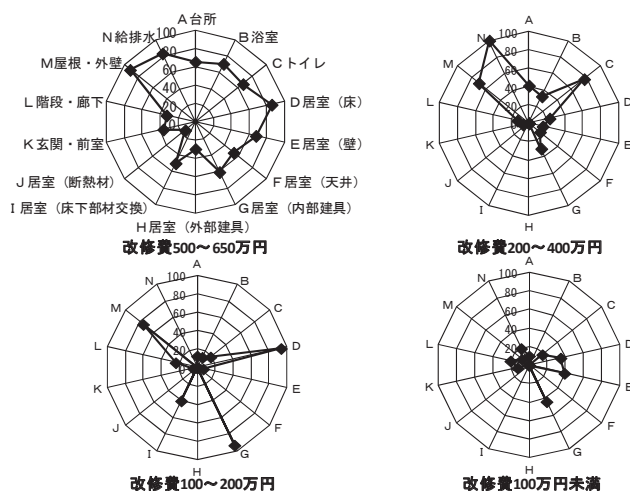 A台所
B浴室
Cトイレ
D居室（床）
E居室（壁）
F居室（天井）
G居室（内部建具）
H居室（外部建具）
I居室（床下部材交換）
J居室（断熱材）
K玄関・前室
L階段・廊下
M屋根・外壁
N給排水
100
80
60
40
20
0
改修費500～650万円
A
B
C
D
E
F
G
H
I
J
K
L
M
N
100
80
60
40
20
0
改修費200～400万円
A
B
C
D
E
F
G
H
I
J
K
L
M
N
100
80
60
40
20
0
改修費100～200万円
A
B
C
D
E
F
G
H
I
J
K
L
M
N
100
80
60
40
20
0
改修費100万円未満